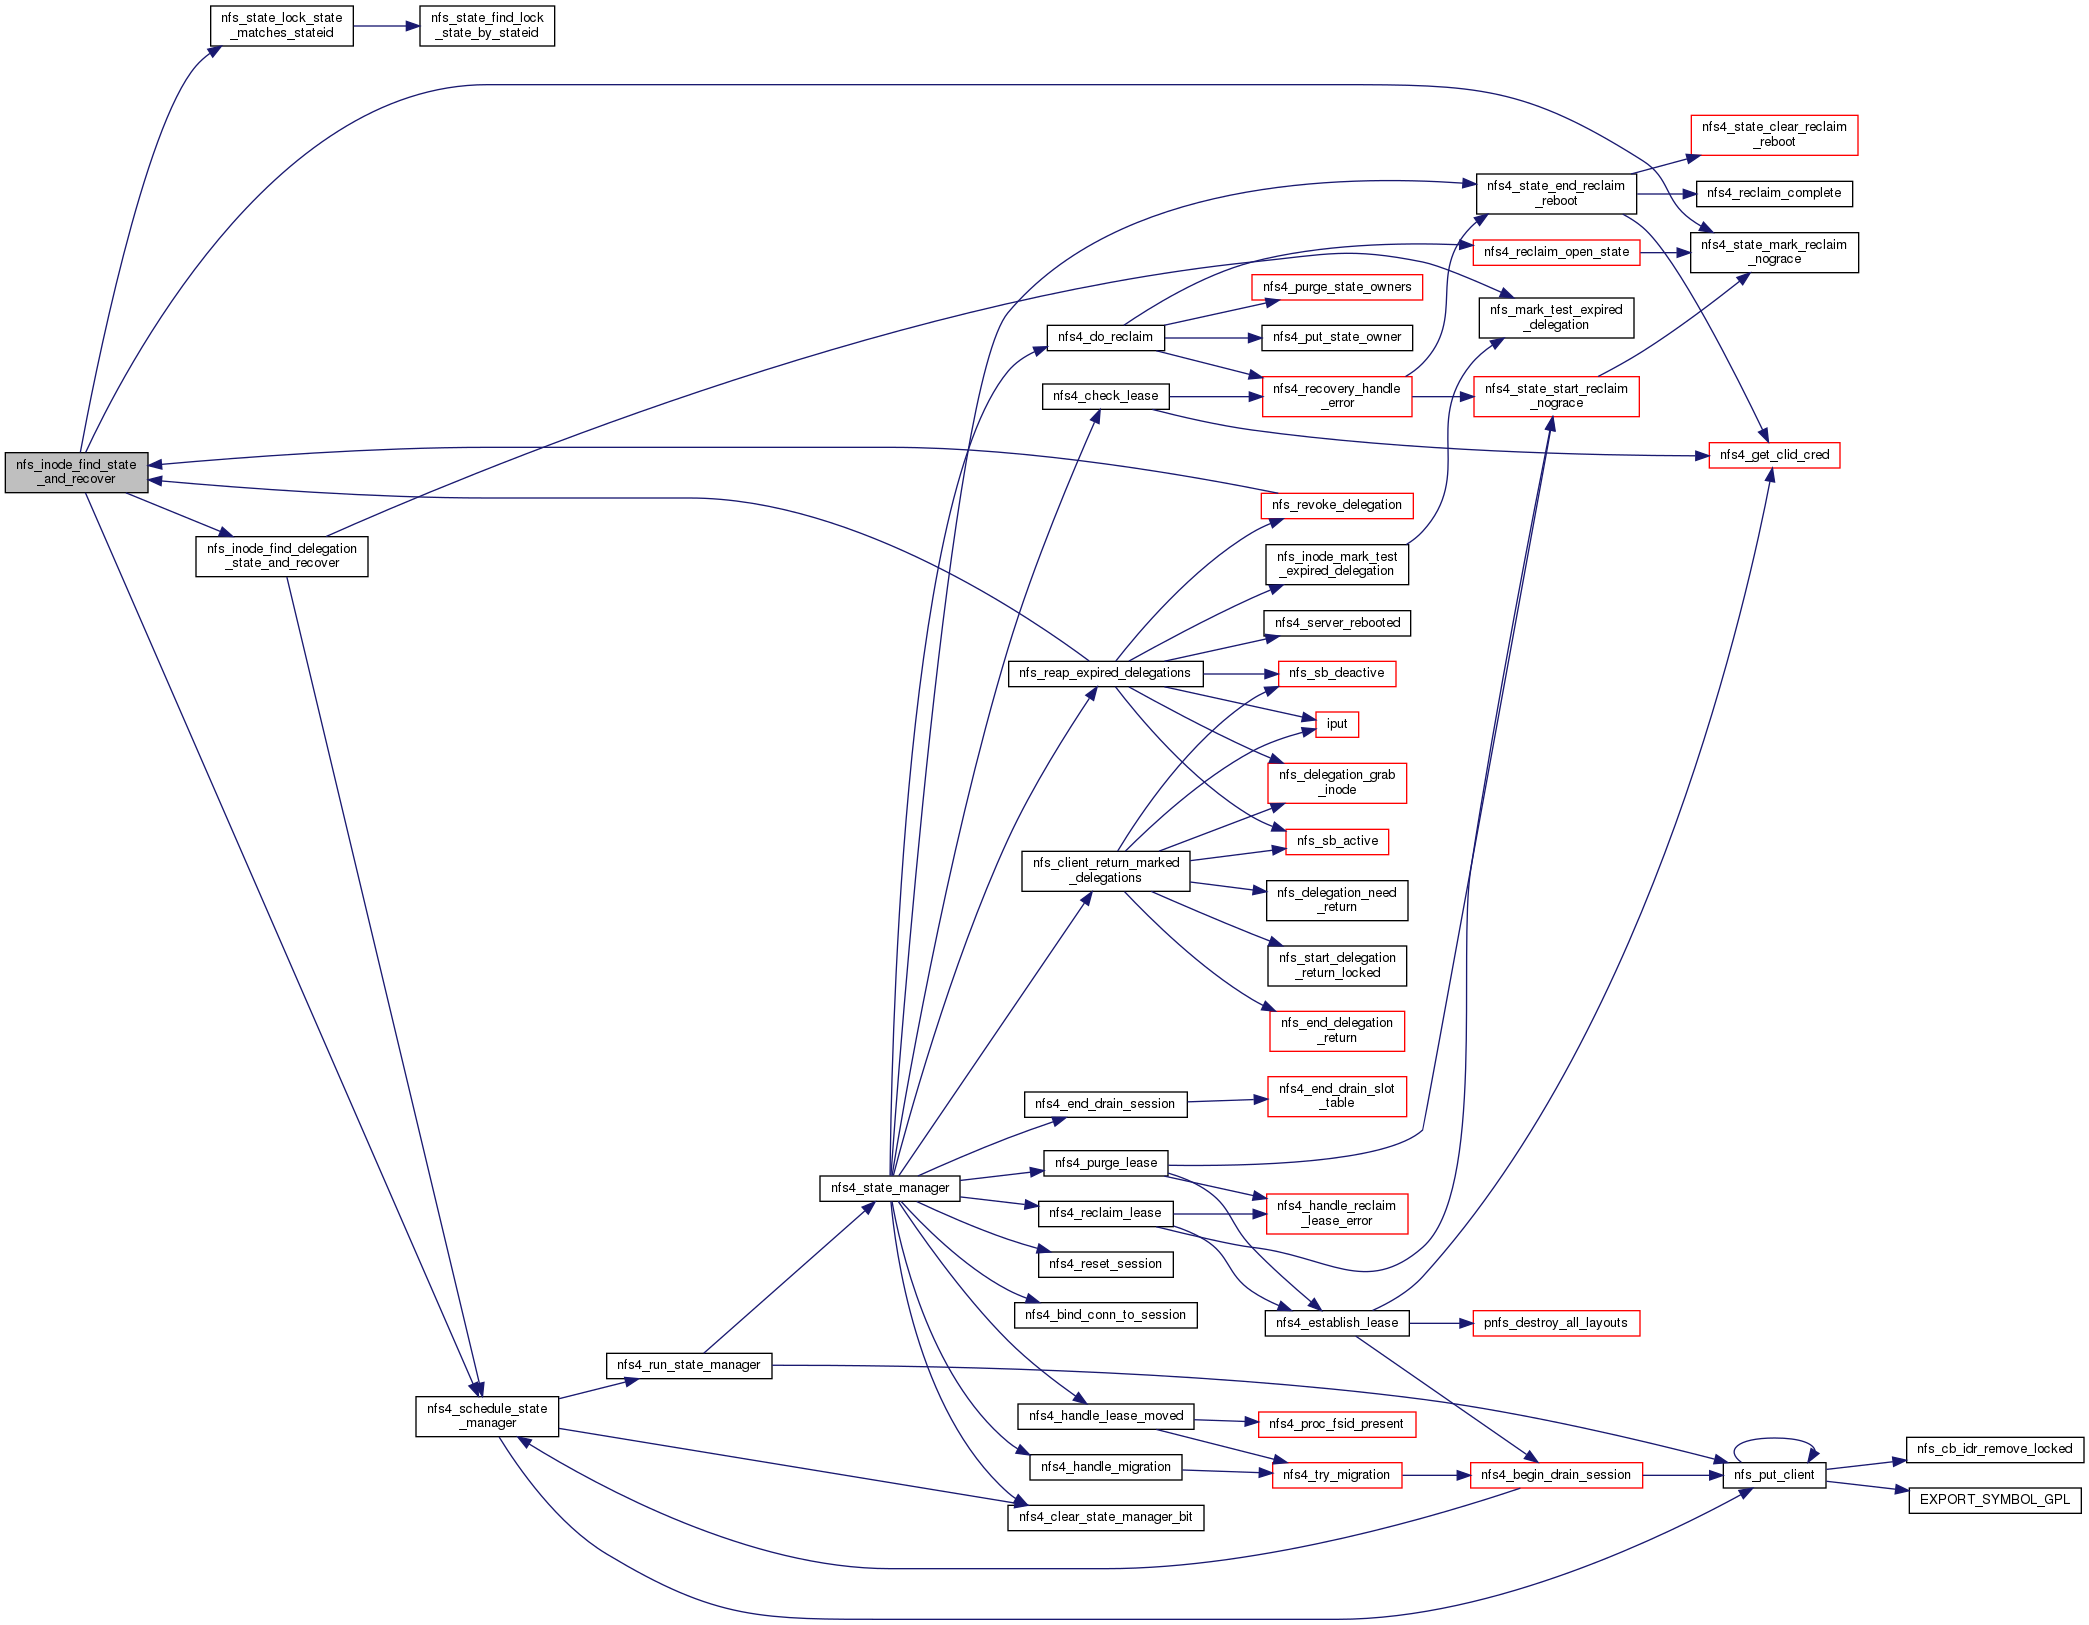 nfs_state_lock_state
_matches_stateid
nfs_state_find_lock
_state_by_stateid
nfs4_state_clear_reclaim
_reboot
nfs4_state_end_reclaim
_reboot
nfs4_reclaim_complete
nfs4_state_mark_reclaim
_nograce
nfs4_reclaim_open_state
nfs4_purge_state_owners
nfs_mark_test_expired
_delegation
nfs4_do_reclaim
nfs4_put_state_owner
nfs4_check_lease
nfs4_recovery_handle
_error
nfs4_state_start_reclaim
_nograce
nfs4_get_clid_cred
nfs_inode_find_state
_and_recover
nfs_revoke_delegation
nfs_inode_find_delegation
_state_and_recover
nfs_inode_mark_test
_expired_delegation
nfs4_server_rebooted
nfs_reap_expired_delegations
nfs_sb_deactive
iput
nfs_delegation_grab
_inode
nfs_sb_active
nfs_client_return_marked
_delegations
nfs_delegation_need
_return
nfs_start_delegation
_return_locked
nfs_end_delegation
_return
nfs4_end_drain_session
nfs4_end_drain_slot
_table
nfs4_purge_lease
nfs4_state_manager
nfs4_reclaim_lease
nfs4_handle_reclaim
_lease_error
nfs4_reset_session
nfs4_bind_conn_to_session
nfs4_establish_lease
pnfs_destroy_all_layouts
nfs4_run_state_manager
nfs4_schedule_state
_manager
nfs4_handle_lease_moved
nfs4_proc_fsid_present
nfs4_handle_migration
nfs4_try_migration
nfs4_begin_drain_session
nfs_put_client
nfs_cb_idr_remove_locked
EXPORT_SYMBOL_GPL
nfs4_clear_state_manager_bit